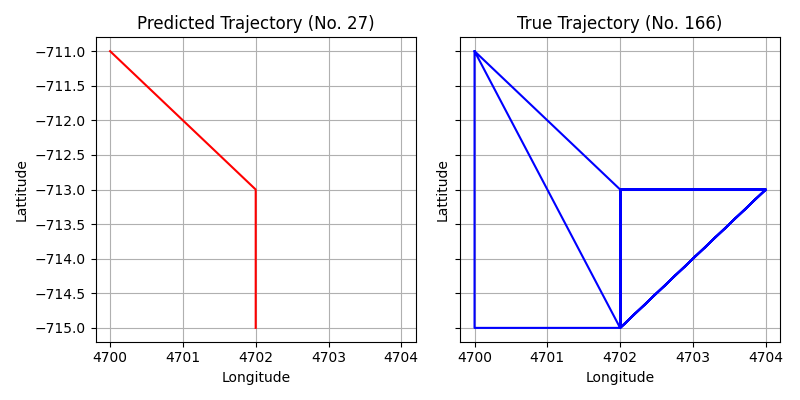 Predicted Trajectory (No. 27)
True Trajectory (No. 166)
−711.0
−711.5
−712.0
−712.5
−713.0
−713.5
−714.0
−714.5
−715.0
Lattitude
Lattitude
4700 4701 4702 4703 4704
4700 4701 4702 4703 4704
Longitude
Longitude